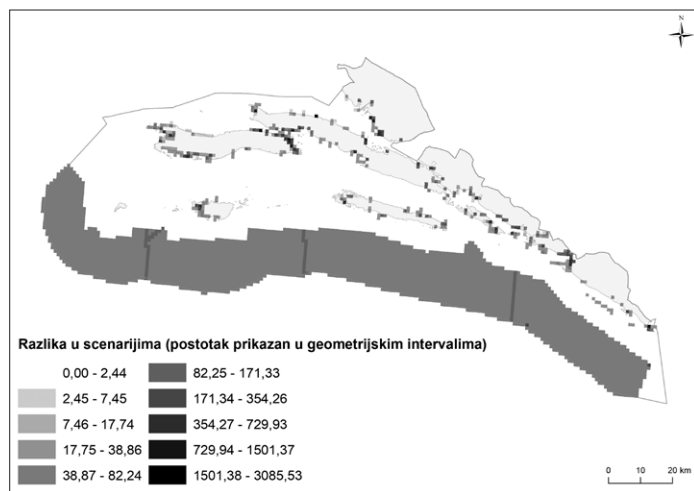 N
Razlika u scenarijima (postotak prikazan u geometrijskim intervalima)
0,00 - 2,44
2,45 - 7,45
7,46 - 17,74
17,75 - 38,86
38,87 - 82,24
82,25 - 171,33
171,34 - 354,26
354,27 - 729,93
729,94 - 1501,37
1501,38 - 3085,53
0 10 20 km